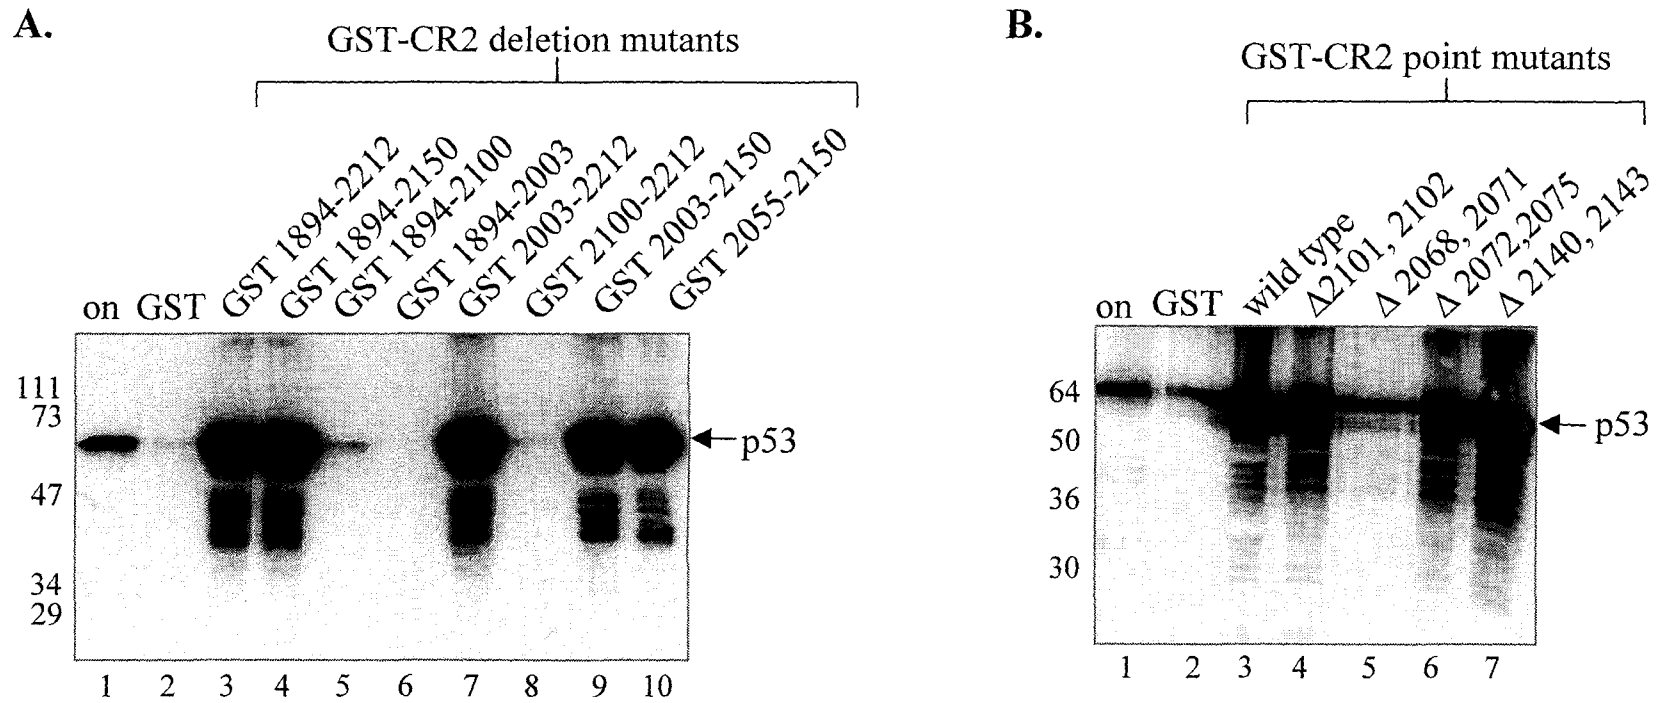 A.
GST-CR2 deletion mutants
on GST GST 1894-2212 GST 1894-2150 GST 1894-2100 GST 1894-2003 GST 2003-2212 GST 2100-2212 GST 2003-2150 GST 2055-2150
111
73
p53
47
34
29
1 2 3 4 5 6 7 8 9 10
B.
GST-CR2 point mutants
on GST wild type Δ2101, 2102 Δ 2068, 2071 Δ 2072,2075 Δ 2140, 2143
64
p53
50
36
30
1 2 3 4 5 6 7